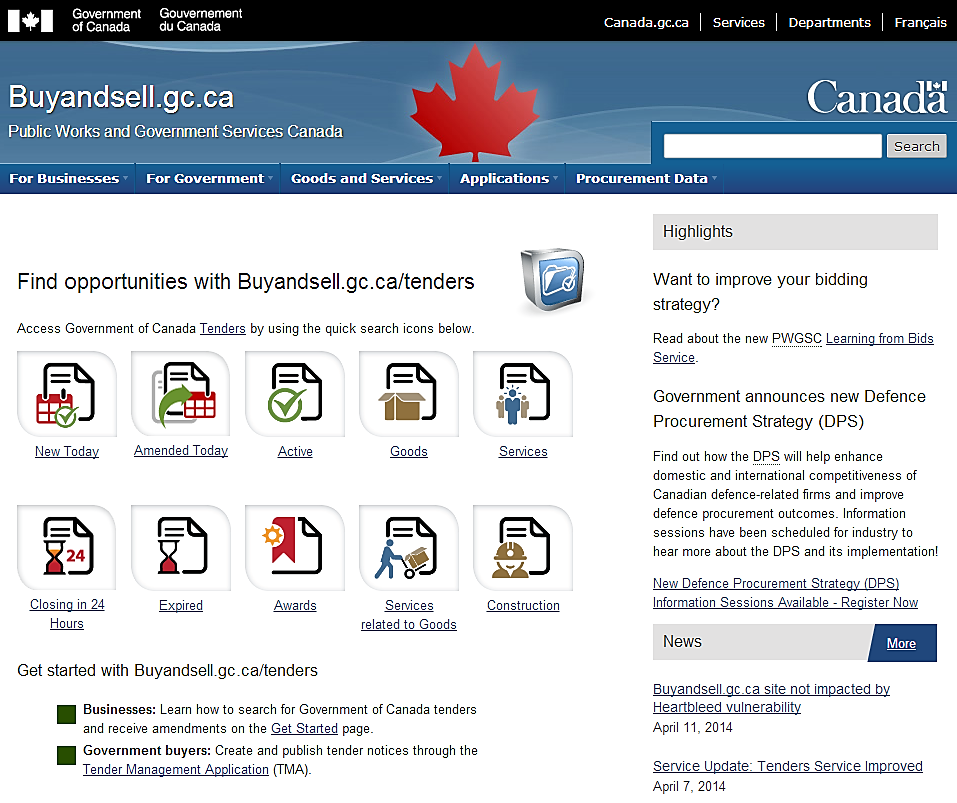 Government of Canada
Gouvernement du Canada
Canada.gc.ca
Services
Departments
Français
Buyandsell.gc.ca
Public Works and Government Services Canada
Canada
Search
For Businesses
For Government
Goods and Services
Applications
Procurement Data
Find opportunities with Buyandsell.gc.ca/tenders
Access Government of Canada Tenders by using the quick search icons below.
New Today
Amended Today
Active
Goods
Services
24
Closing in 24
Hours
Expired
Awards
Services
related to Goods
Construction
Get started with Buyandsell.gc.ca/tenders
Businesses: Learn how to search for Government of Canada tenders
and receive amendments on the Get Started page.
Government buyers: Create and publish tender notices through the
Tender Management Application (TMA).
Highlights
Want to improve your bidding
strategy?
Read about the new PWGSC Learning from Bids
Service.
Government announces new Defence
Procurement Strategy (DPS)
Find out how the DPS will help enhance
domestic and international competitiveness of
Canadian defence-related firms and improve
defence procurement outcomes. Information
sessions have been scheduled for industry to
hear more about the DPS and its implementation!
New Defence Procurement Strategy (DPS)
Information Sessions Available - Register Now
News
More
Buyandsell.gc.ca site not impacted by
Heartbleed vulnerability
April 11, 2014
Service Update: Tenders Service Improved
April 7, 2014